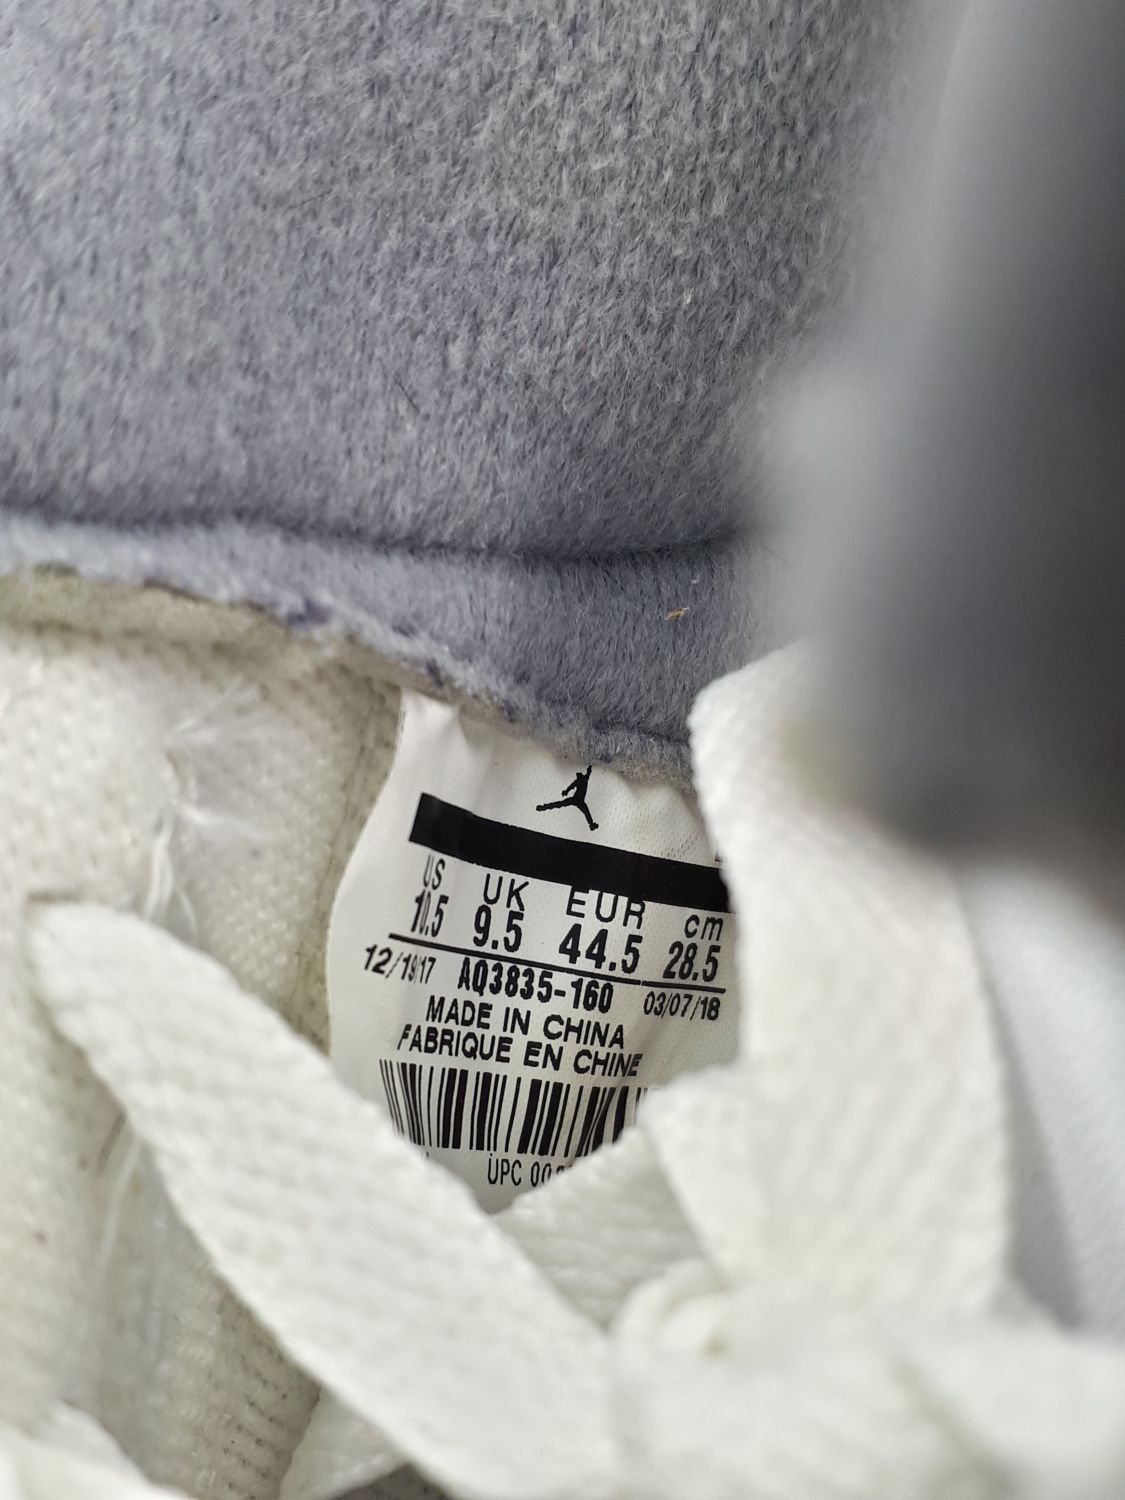 US UK EUR cm
10.5 9.5 44.5 28.5
12/19/17 AQ3835-160 03/07/18
MADE IN CHINA
FABRIQUE EN CHINE
UPC